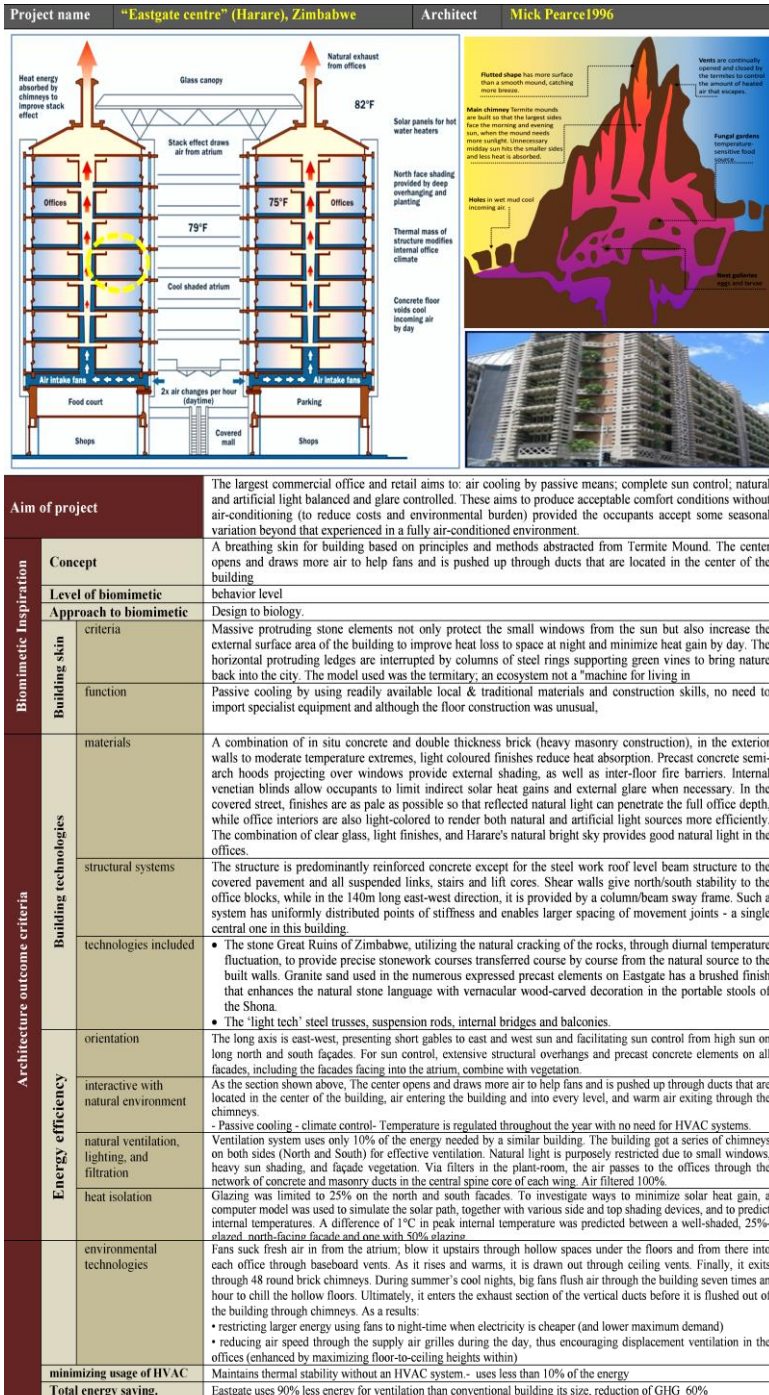 Project name "Eastgate centre" (Harare), Zimbabwe Architect Mick Pearce1996
Heat energy
absorbed by
chimneys to
improve stack
effect
Glass canopy
Natural exhaust
from offices
82°F
Stack effect draws
air from atrium
Solar panels for hot
water heaters
North face shading
provided by deep
overhanging and
planting
Offices
75°F
Offices
79°F
Thermal mass of
structure modifies
internal office
climate
Cool shaded atrium
Concrete floor
voids cool
incoming air
by day
Air intake fans
2x air changes per hour
(daytime)
Air intake fans
Food court
Parking
Shops
Covered
mall
Shops
Flutted shape has more surface
than a smooth mound, catching
more breeze.
Vents are continually
opened and closed by
the termites to control
the amount of heated
air that escapes.
Main chimney Termite mounds
are built so that the largest sides
face the morning and evening
sun, when the mound needs
more sunlight. Unnecessary
midday sun hits the smaller sides
and less heat is absorbed.
Fungal gardens
temperature-
sensitive food
source.
Holes in wet mud cool
incoming air.
Nest galleries
eggs and larvae
Aim of project
The largest commercial office and retail aims to: air cooling by passive means; complete sun control; natural
and artificial light balanced and glare controlled. These aims to produce acceptable comfort conditions without
air-conditioning (to reduce costs and environmental burden) provided the occupants accept some seasonal
variation beyond that experienced in a fully air-conditioned environment.
Biomimetic Inspiration
Concept
A breathing skin for building based on principles and methods abstracted from Termite Mound. The center
opens and draws more air to help fans and is pushed up through ducts that are located in the center of the
building
Level of biomimetic behavior level
Approach to biomimetic Design to biology.
Building skin
criteria
Massive protruding stone elements not only protect the small windows from the sun but also increase the
external surface area of the building to improve heat loss to space at night and minimize heat gain by day. The
horizontal protruding ledges are interrupted by columns of steel rings supporting green vines to bring nature
back into the city. The model used was the termitary; an ecosystem not a "machine for living in
function
Passive cooling by using readily available local & traditional materials and construction skills, no need to
import specialist equipment and although the floor construction was unusual,
Architecture outcome criteria
Building technologies
materials
A combination of in situ concrete and double thickness brick (heavy masonry construction), in the exterior
walls to moderate temperature extremes, light coloured finishes reduce heat absorption. Precast concrete semi-
arch hoods projecting over windows provide external shading, as well as inter-floor fire barriers. Internal
venetian blinds allow occupants to limit indirect solar heat gains and external glare when necessary. In the
covered street, finishes are as pale as possible so that reflected natural light can penetrate the full office depth,
while office interiors are also light-colored to render both natural and artificial light sources more efficiently.
The combination of clear glass, light finishes, and Harare's natural bright sky provides good natural light in the
offices.
structural systems
The structure is predominantly reinforced concrete except for the steel work roof level beam structure to the
covered pavement and all suspended links, stairs and lift cores. Shear walls give north/south stability to the
office blocks, while in the 140m long east-west direction, it is provided by a column/beam sway frame. Such a
system has uniformly distributed points of stiffness and enables larger spacing of movement joints - a single
central one in this building.
technologies included
• The stone Great Ruins of Zimbabwe, utilizing the natural cracking of the rocks, through diurnal temperature
fluctuation, to provide precise stonework courses transferred course by course from the natural source to the
built walls. Granite sand used in the numerous expressed precast elements on Eastgate has a brushed finish
that enhances the natural stone language with vernacular wood-carved decoration in the portable stools of
the Shona.
• The 'light tech' steel trusses, suspension rods, internal bridges and balconies.
Energy efficiency
orientation
The long axis is east-west, presenting short gables to east and west sun and facilitating sun control from high sun on
long north and south façades. For sun control, extensive structural overhangs and precast concrete elements on all
facades, including the facades facing into the atrium, combine with vegetation.
interactive with
natural environment
As the section shown above, The center opens and draws more air to help fans and is pushed up through ducts that are
located in the center of the building, air entering the building and into every level, and warm air exiting through the
chimneys.
- Passive cooling - climate control- Temperature is regulated throughout the year with no need for HVAC systems.
natural ventilation,
lighting, and
filtration
Ventilation system uses only 10% of the energy needed by a similar building. The building got a series of chimneys
on both sides (North and South) for effective ventilation. Natural light is purposely restricted due to small windows,
heavy sun shading, and façade vegetation. Via filters in the plant-room, the air passes to the offices through the
network of concrete and masonry ducts in the central spine core of each wing. Air filtered 100%.
heat isolation
Glazing was limited to 25% on the north and south facades. To investigate ways to minimize solar heat gain, a
computer model was used to simulate the solar path, together with various side and top shading devices, and to predict
internal temperatures. A difference of 1°C in peak internal temperature was predicted between a well-shaded, 25%-
glazed, north-facing facade and one with 50% glazing
environmental
technologies
Fans suck fresh air in from the atrium; blow it upstairs through hollow spaces under the floors and from there into
each office through baseboard vents. As it rises and warms, it is drawn out through ceiling vents. Finally, it exits
through 48 round brick chimneys. During summer's cool nights, big fans flush air through the building seven times an
hour to chill the hollow floors. Ultimately, it enters the exhaust section of the vertical ducts before it is flushed out of
the building through chimneys. As a results:
• restricting larger energy using fans to night-time when electricity is cheaper (and lower maximum demand)
• reducing air speed through the supply air grilles during the day, thus encouraging displacement ventilation in the
offices (enhanced by maximizing floor-to-ceiling heights within)
minimizing usage of HVAC Maintains thermal stability without an HVAC system.- uses less than 10% of the energy
Total energy saving. Eastgate uses 90% less energy for ventilation than conventional building its size, reduction of GHG 60%